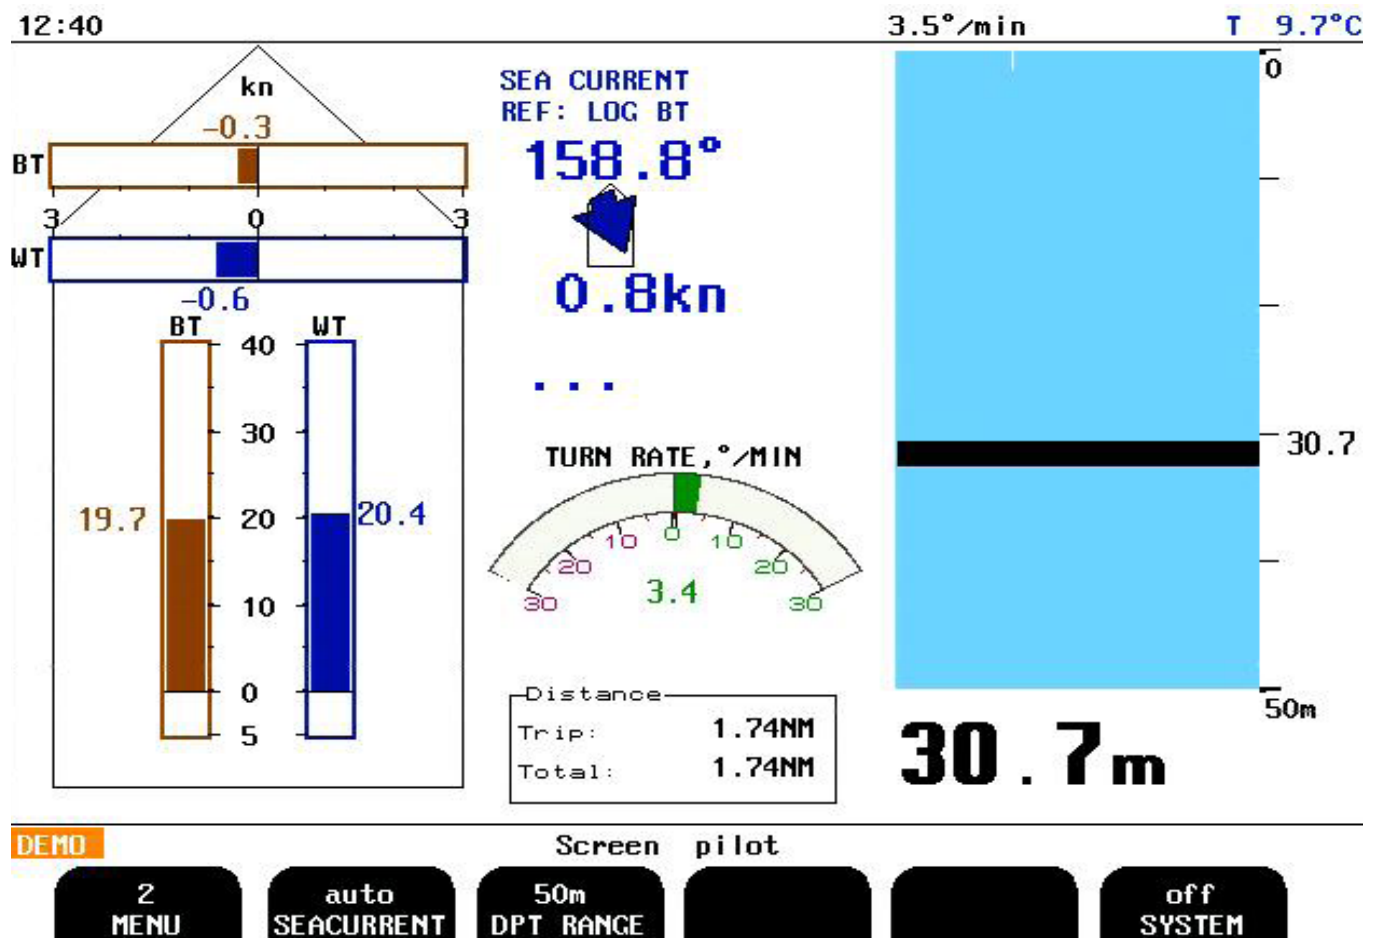 12:40 3.5°/min T 9.7°C
kn
-0.3
BT
3 0 3
WT
-0.6
BT WT
40
30
20
10
0
5
19.7
20.4
SEA CURRENT
REF: LOG BT
158.8°
0.8kn
...
TURN RATE,°/MIN
30 20 10 0 10 20 30
3.4
Distance
Trip: 1.74NM
Total: 1.74NM
0
30.7
50m
30.7m
DEMO Screen pilot
2 auto 50m off
MENU SEACURRENT DPT RANGE SYSTEM